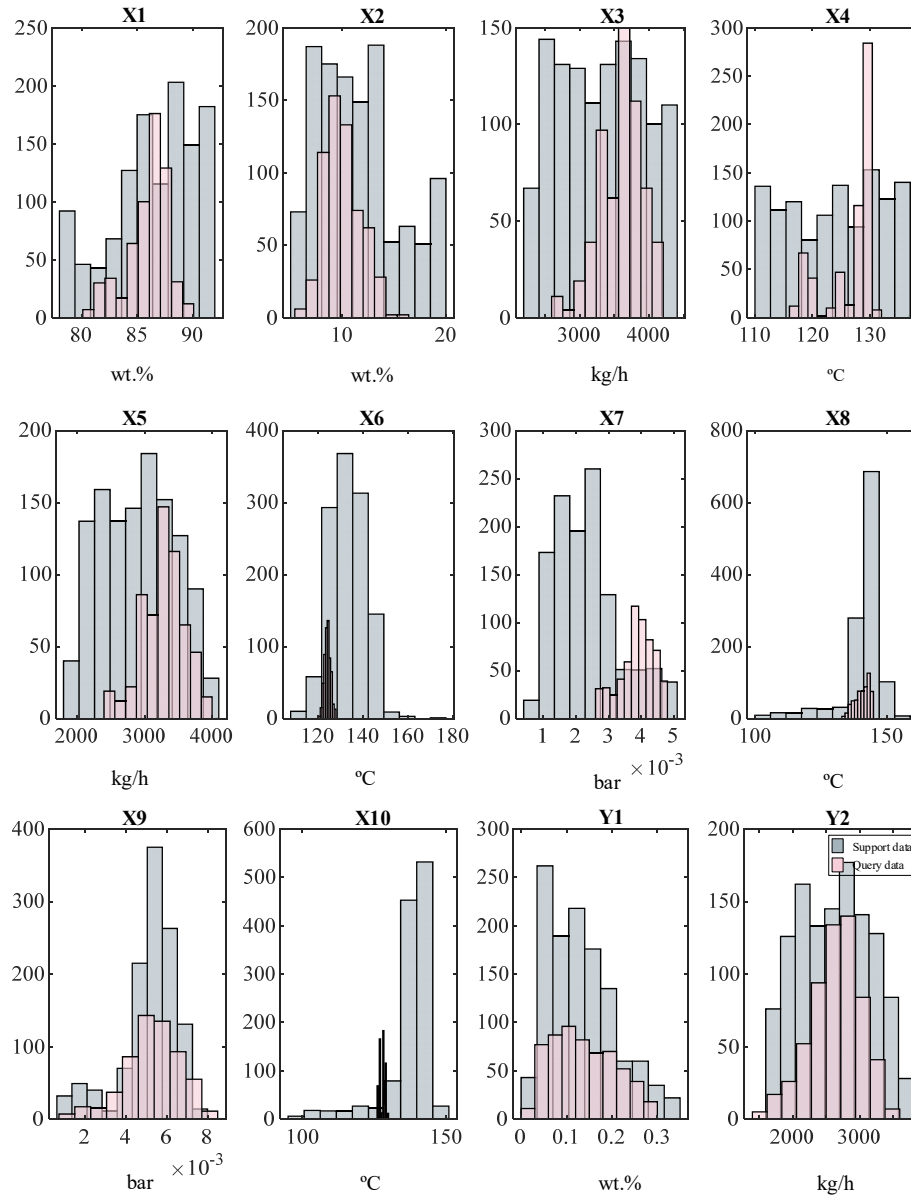 X1
X2
X3
X4
250
200
150
100
50
0
200
150
100
50
0
150
100
50
0
300
250
200
150
100
50
0
80 85 90
10 20
3000 4000
110 120 130
wt.%
wt.%
kg/h
ºC
X5
X6
X7
X8
200
150
100
50
0
400
300
200
100
0
300
250
200
150
100
50
0
800
600
400
200
0
2000 3000 4000
120 140 160 180
1 2 3 4 5
100 150
kg/h
ºC
bar ×10-3
ºC
X9
X10
Y1
Y2
400
300
200
100
0
600
500
400
300
200
100
0
300
250
200
150
100
50
0
200
150
100
50
0
Support data
Query data
2 4 6 8
100 150
0 0.1 0.2 0.3
2000 3000
bar ×10-3
ºC
wt.%
kg/h